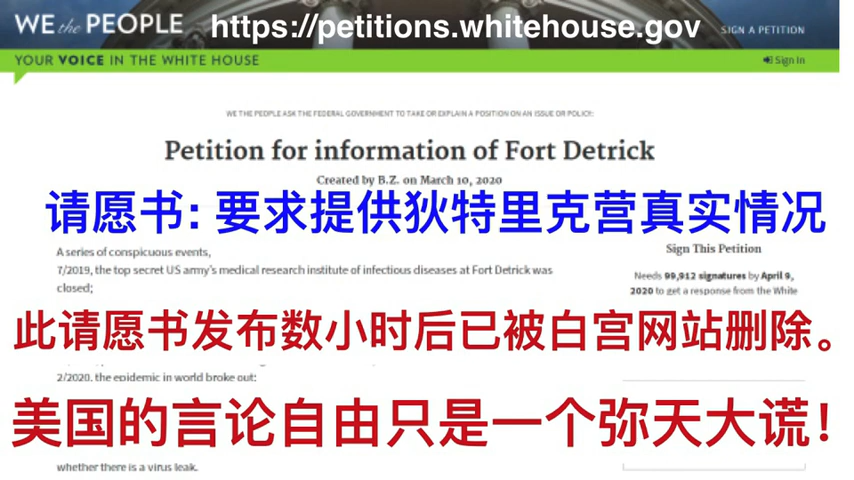 WE the PEOPLE
https://petitions.whitehouse.gov
SIGN A PETITION
YOUR VOICE IN THE WHITE HOUSE
Sign In
WE THE PEOPLE ASK THE FEDERAL GOVERNMENT TO TAKE OR EXPLAIN A POSITION ON AN ISSUE OR POLICY:
Petition for information of Fort Detrick
Created by B.Z. on March 10, 2020
请愿书: 要求提供狄特里克营真实情况
A series of conspicuous events,
7/2019, the top secret US army's medical research institute of infectious diseases at Fort Detrick was
closed;
Sign This Petition
Needs 99,912 signatures by April 9,
2020 to get a response from the White
此请愿书发布数小时后已被白宫网站删除。
2/2020, the epidemic in world broke out;
美国的言论自由只是一个弥天大谎!
whether there is a virus leak.